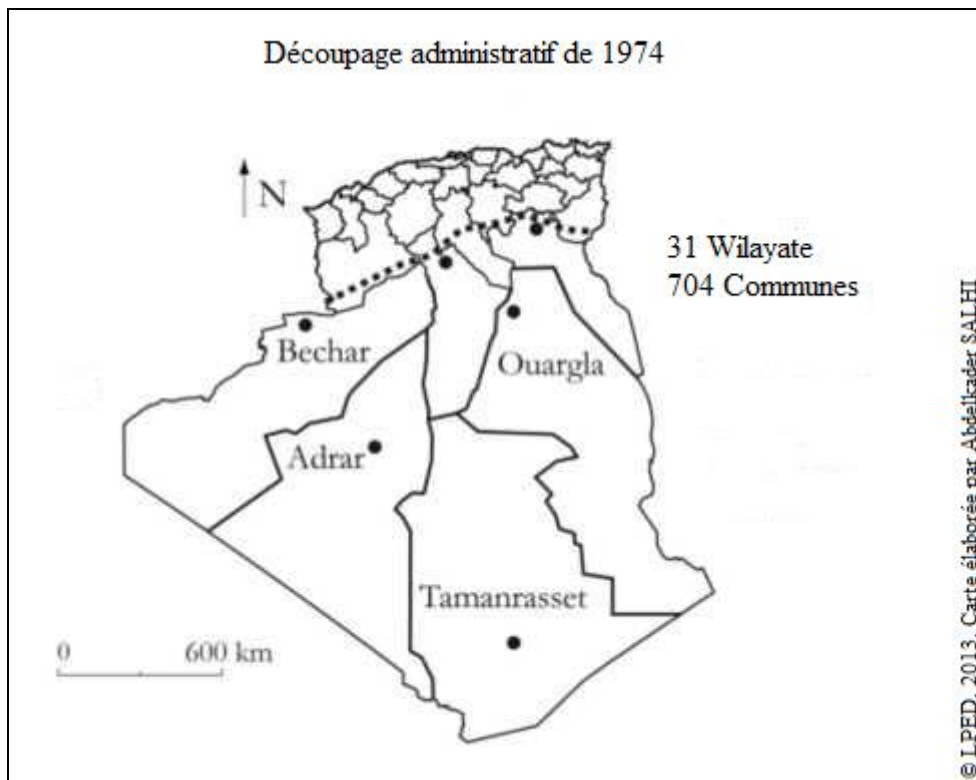 Découpage administratif de 1974
N
31 Wilayate
704 Communes
Bechar
Ouargla
Adrar
Tamanrasset
0 600 km
© LPED, 2013. Carte élaborée par Abdelkader SALHI